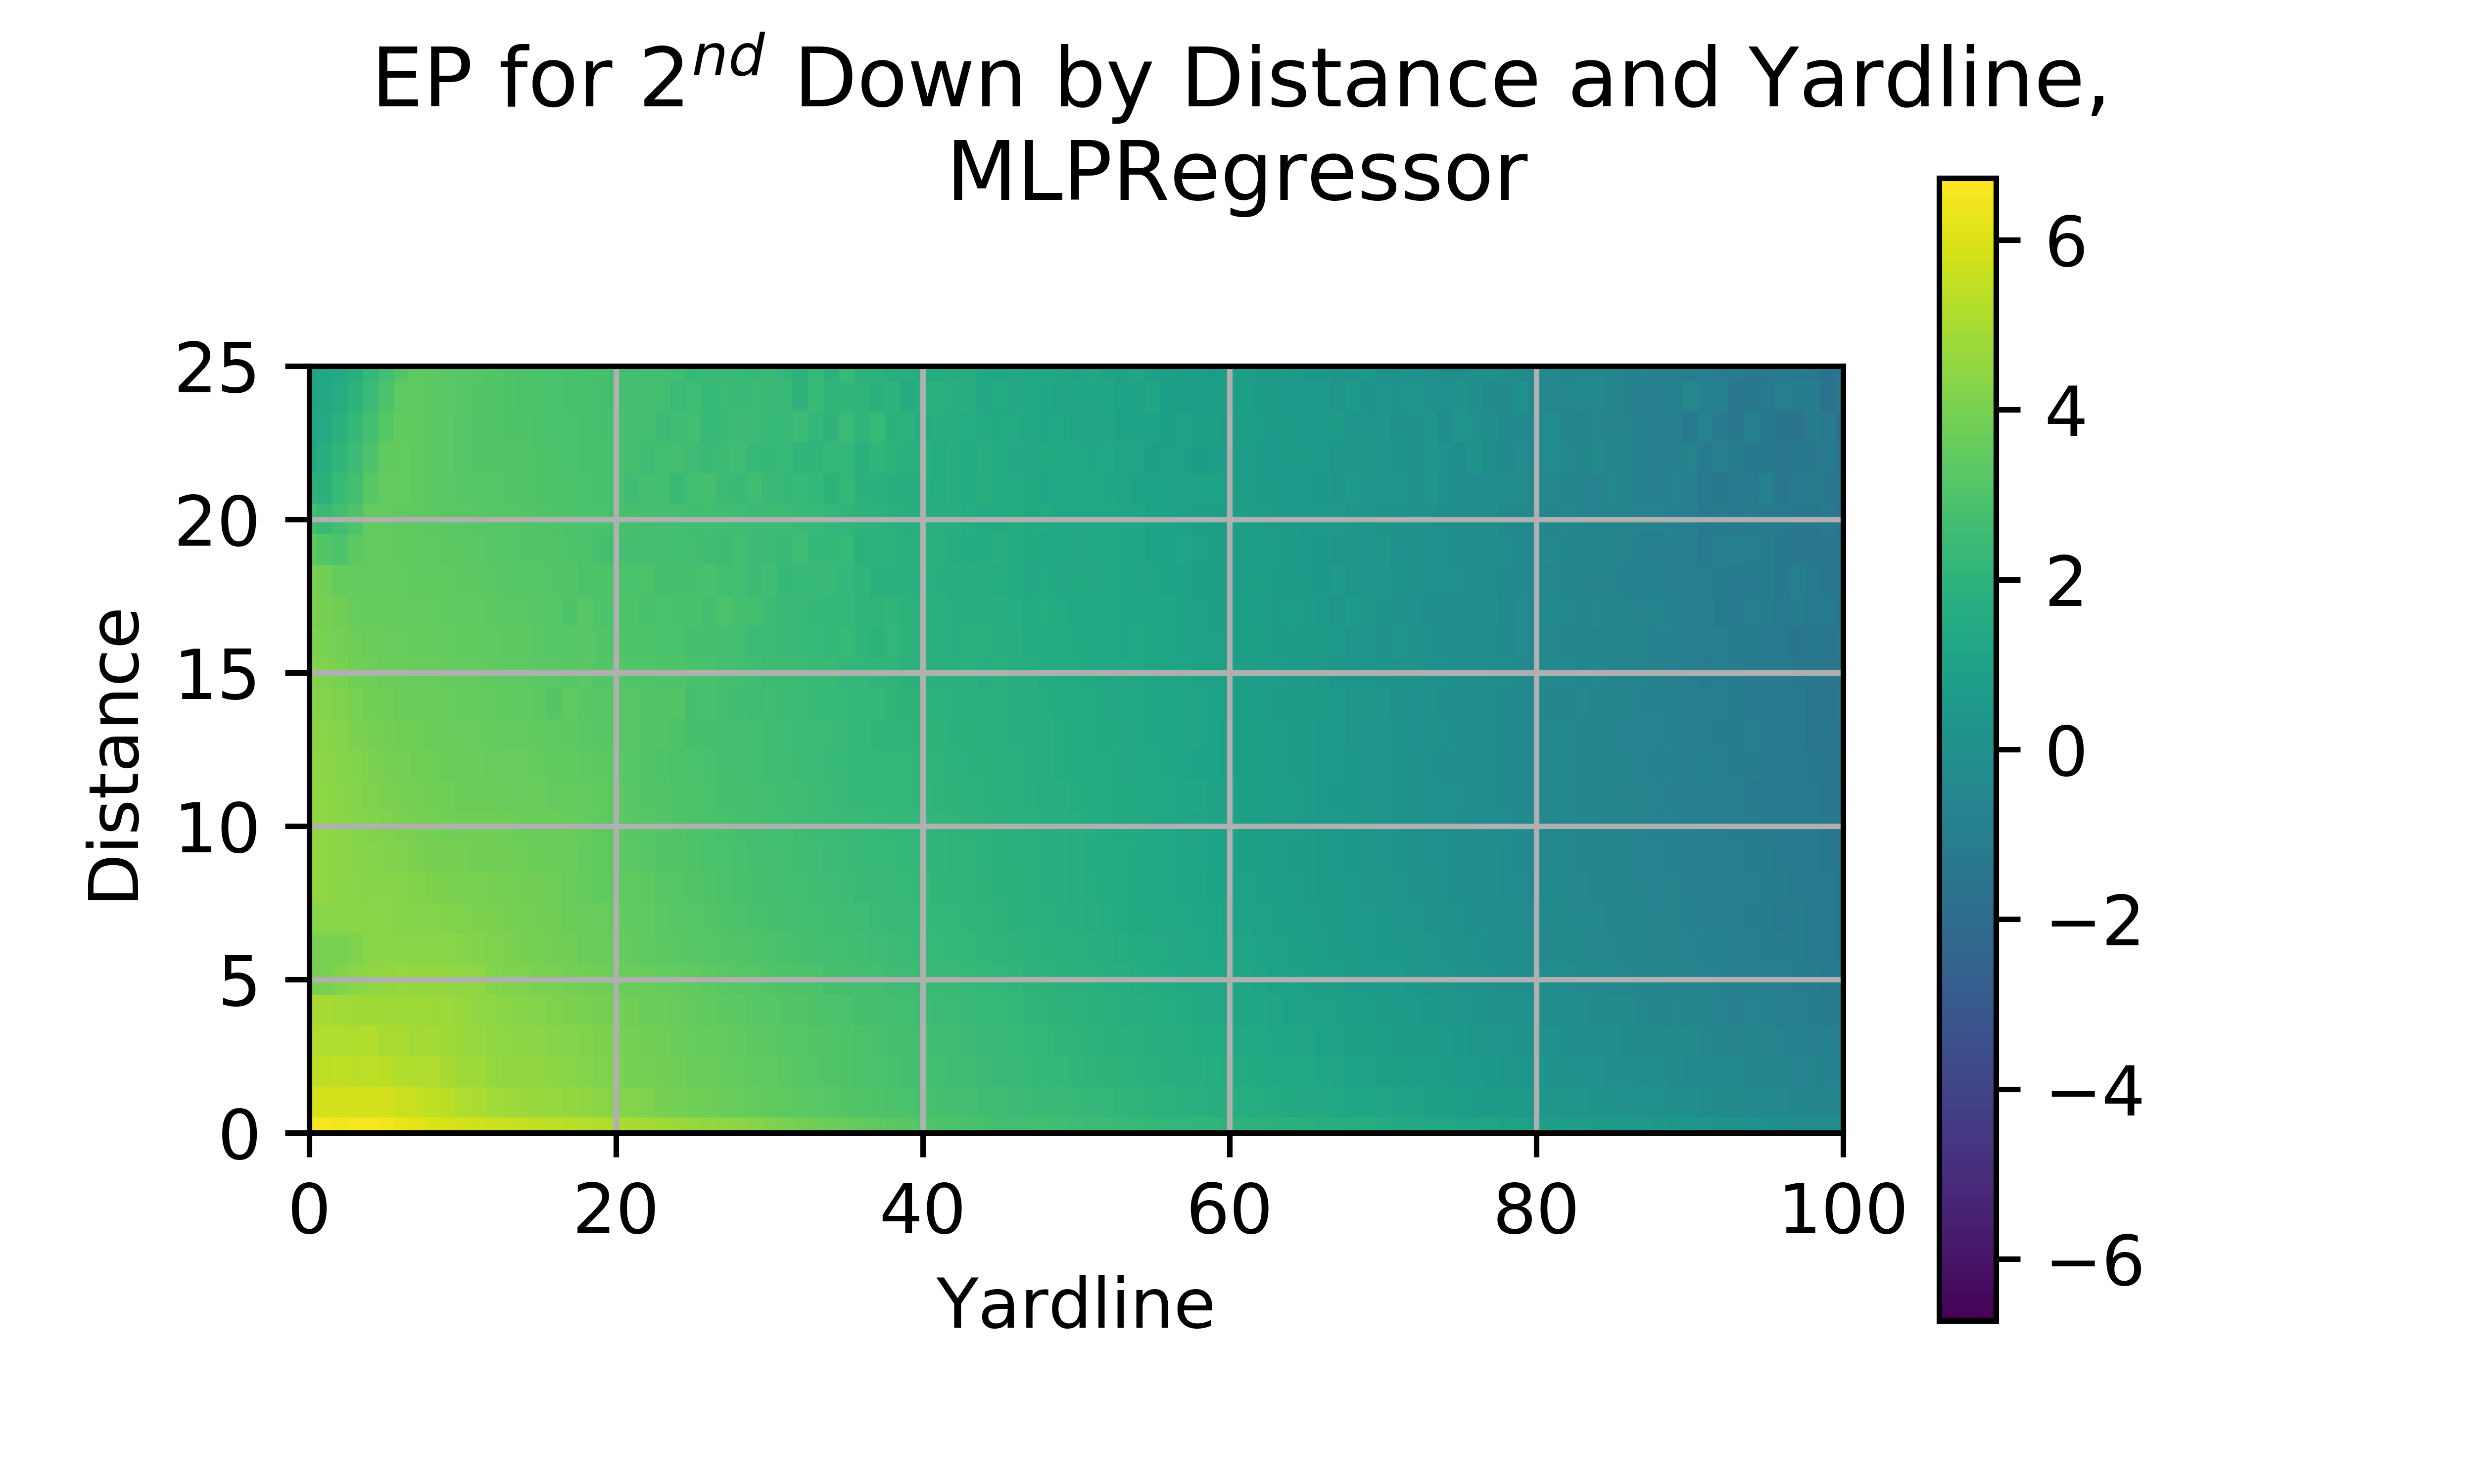 EP for 2nd Down by Distance and Yardline,
MLPRegressor
25
20
15
10
5
0
Distance
0 20 40 60 80 100
Yardline
6
4
2
0
−2
−4
−6